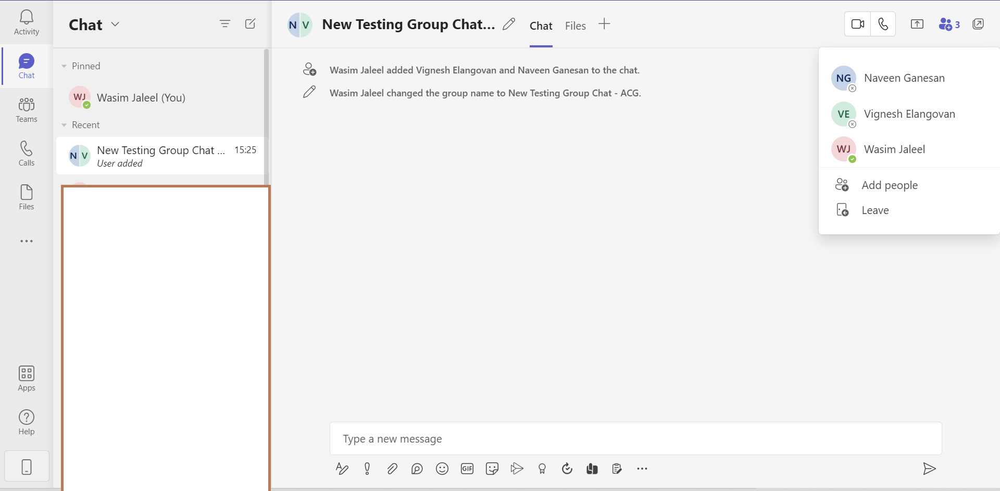 Activity
Chat
Teams
Calls
Files
Apps
Help
Chat
Pinned
WJ Wasim Jaleel (You)
Recent
N V New Testing Group Chat ... 15:25
User added
N V New Testing Group Chat... Chat Files 3
Wasim Jaleel added Vignesh Elangovan and Naveen Ganesan to the chat.
Wasim Jaleel changed the group name to New Testing Group Chat - ACG.
NG Naveen Ganesan
VE Vignesh Elangovan
WJ Wasim Jaleel
Add people
Leave
Type a new message
GIF